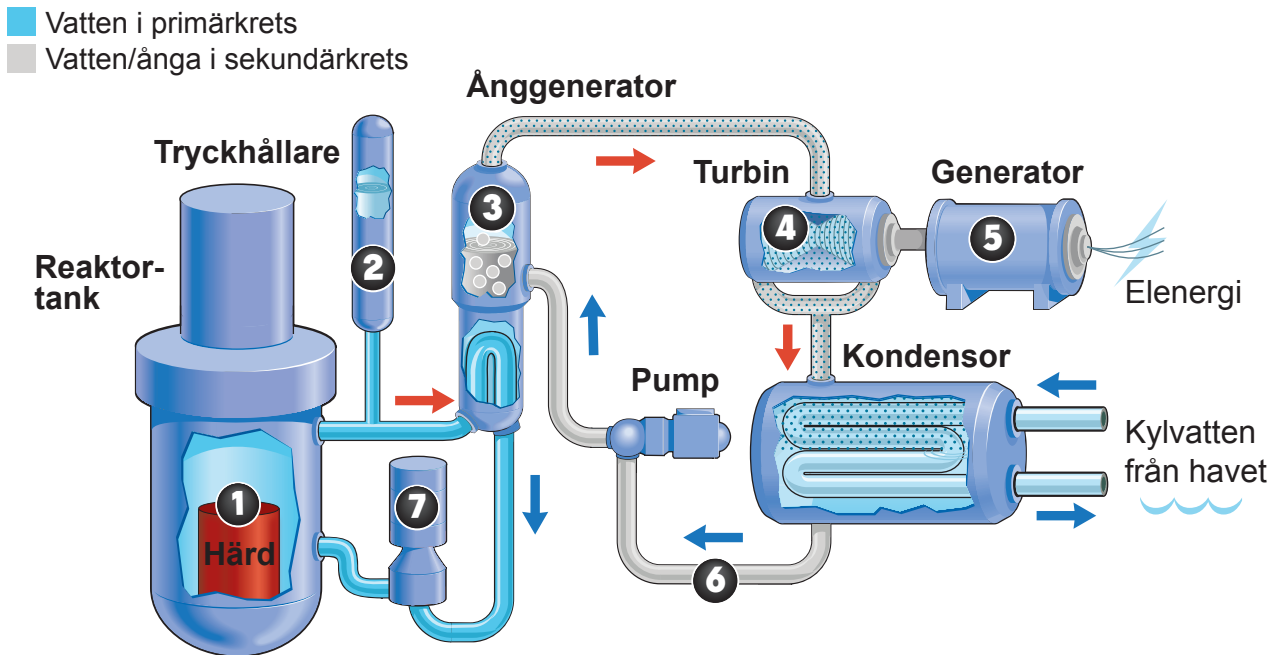 Vatten i primärkrets
Vatten/ånga i sekundärkrets
Ånggenerator
Tryckhållare
Turbin
Generator
3
4
5
2
Reaktor-
tank
Elenergi
Kondensor
Pump
Kylvatten
från havet
1
7
Härd
6